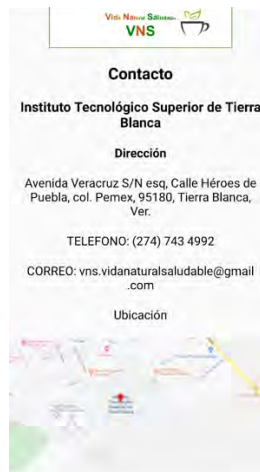 Vida Natural Saludable
VNS
Contacto
Instituto Tecnológico Superior de Tierra
Blanca
Dirección
Avenida Veracruz S/N esq, Calle Héroes de
Puebla, col. Pemex, 95180, Tierra Blanca,
Ver.
TELEFONO: (274) 743 4992
CORREO: vns.vidanaturalsaludable@gmail
.com
Ubicación